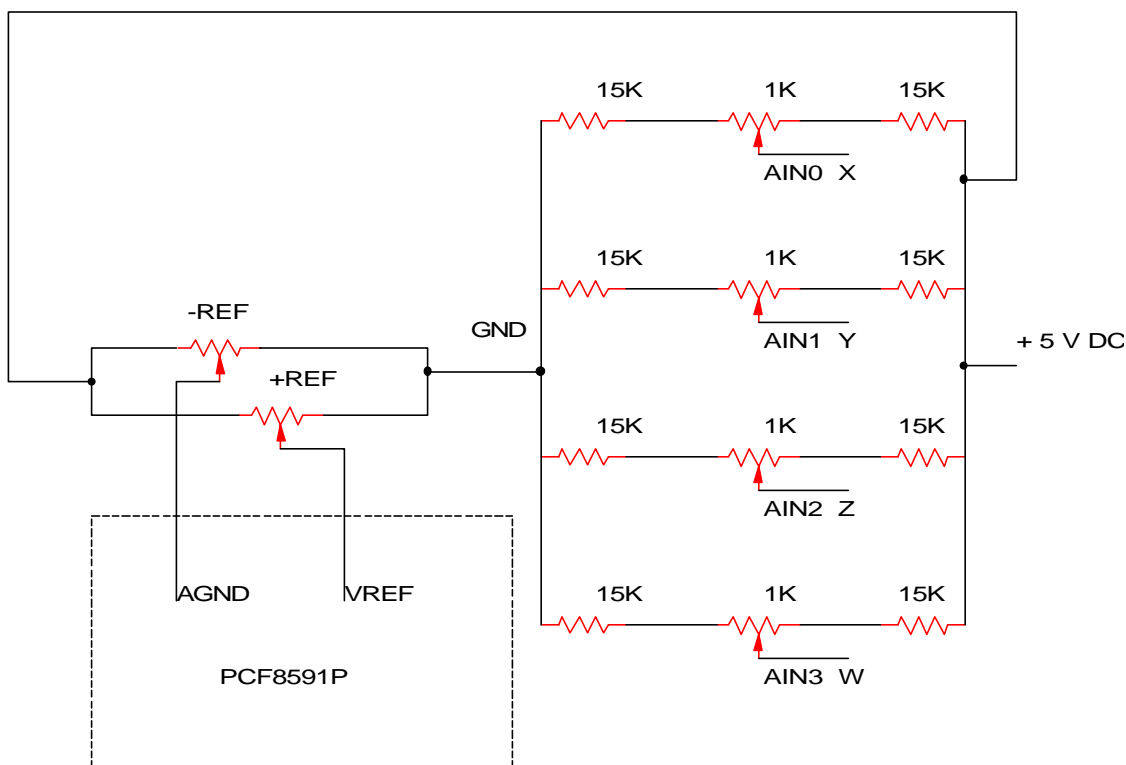 15K 1K 15K
AIN0 X
15K 1K 15K
-REF
GND
AIN1 Y
+ 5 V DC
+REF
15K 1K 15K
AIN2 Z
AGND VREF
15K 1K 15K
PCF8591P
AIN3 W